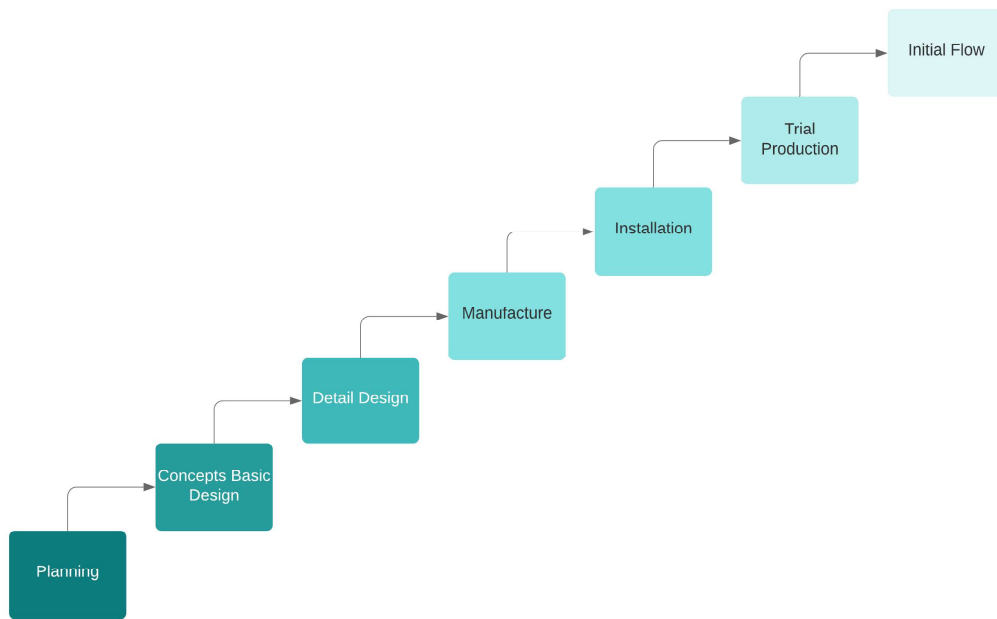 Initial Flow
Trial
Production
Installation
Manufacture
Detail Design
Concepts Basic
Design
Planning